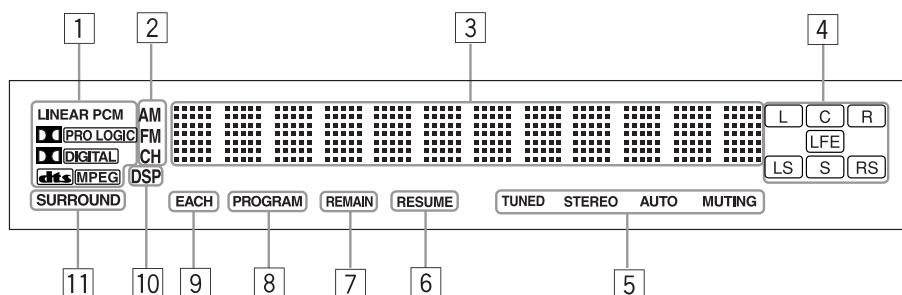 1 2 3 4
LINEAR PCM AM L C R
PRO LOGIC FM LFE
DIGITAL CH
dts MPEG DSP LS S RS
SURROUND EACH PROGRAM REMAIN RESUME TUNED STEREO AUTO MUTING
11 10 9 8 7 6 5